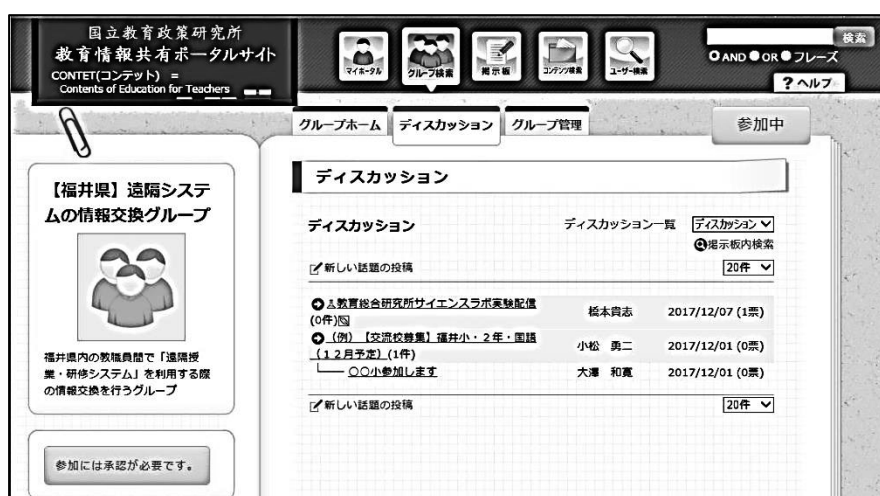 国立教育政策研究所
教育情報共有ポータルサイト
CONTET(コンテット) =
Contents of Education for Teachers
マイポータル
グループ検索
掲示板
コンテンツ検索
ユーザー検索
検索
AND OR フレーズ
? ヘルプ
グループホーム ディスカッション グループ管理
参加中
【福井県】遠隔システ
ムの情報交換グループ
福井県内の教職員間で「遠隔授
業・研修システム」を利用する際
の情報交換を行うグループ
参加には承認が必要です。
ディスカッション
ディスカッション ディスカッション一覧 ディスカッション
掲示板内検索
新しい話題の投稿 20件
教育総合研究所サイエンスラボ実験配信
(0件) 橋本貴志 2017/12/07 (1票)
(例)【交流校募集】福井小・2年・国語
(12月予定)(1件) 小松 勇二 2017/12/01 (0票)
○○小参加します 大澤 和寛 2017/12/01 (0票)
新しい話題の投稿 20件